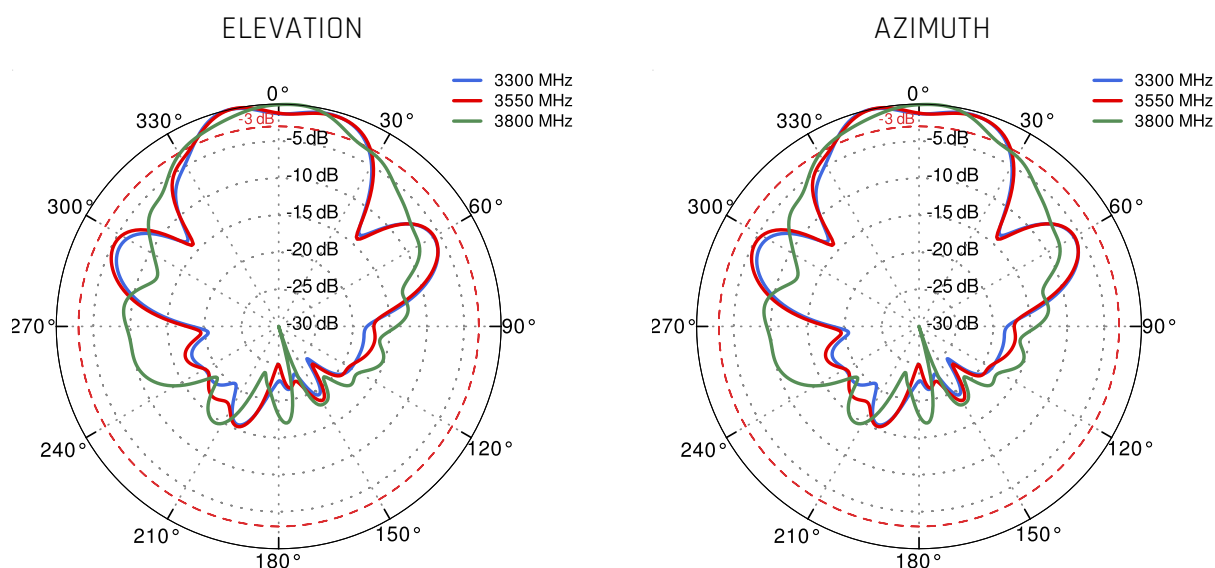 ELEVATION
3300 MHz
3550 MHz
3800 MHz
0°
-3 dB
330°
30°
-5 dB
-10 dB
300°
60°
-15 dB
-20 dB
-25 dB
270°
-30 dB
90°
240°
120°
210°
150°
180°
AZIMUTH
3300 MHz
3550 MHz
3800 MHz
0°
-3 dB
330°
30°
-5 dB
-10 dB
300°
60°
-15 dB
-20 dB
-25 dB
270°
-30 dB
90°
240°
120°
210°
150°
180°